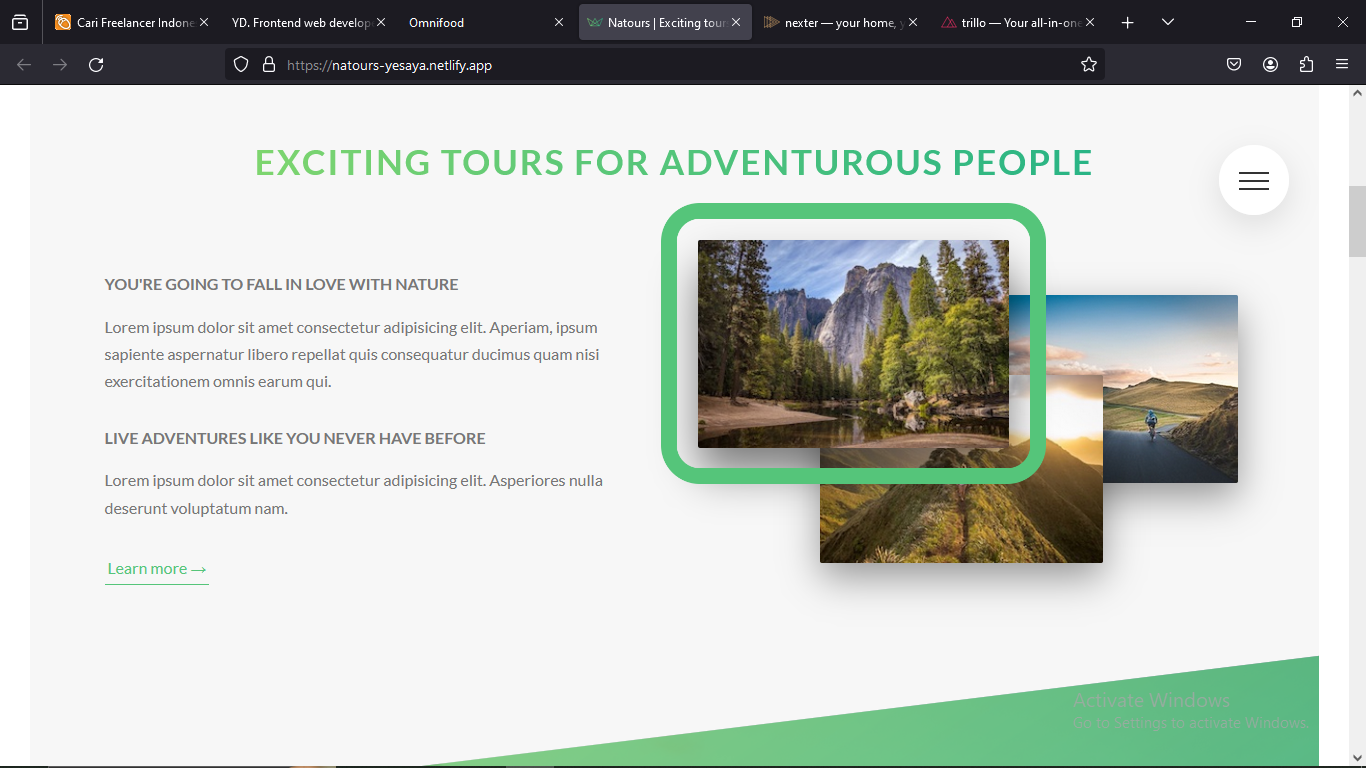 Cari Freelancer Indone
YD. Frontend web develop
Omnifood
Natours | Exciting tour
nexter — your home, y
trillo — Your all-in-one
https://natours-yesaya.netlify.app
EXCITING TOURS FOR ADVENTUROUS PEOPLE
YOU'RE GOING TO FALL IN LOVE WITH NATURE
Lorem ipsum dolor sit amet consectetur adipisicing elit. Aperiam, ipsum
sapiente aspernatur libero repellat quis consequatur ducimus quam nisi
exercitationem omnis earum qui.
LIVE ADVENTURES LIKE YOU NEVER HAVE BEFORE
Lorem ipsum dolor sit amet consectetur adipisicing elit. Asperiores nulla
deserunt voluptatum nam.
Learn more →
Activate Windows
Go to Settings to activate Windows.